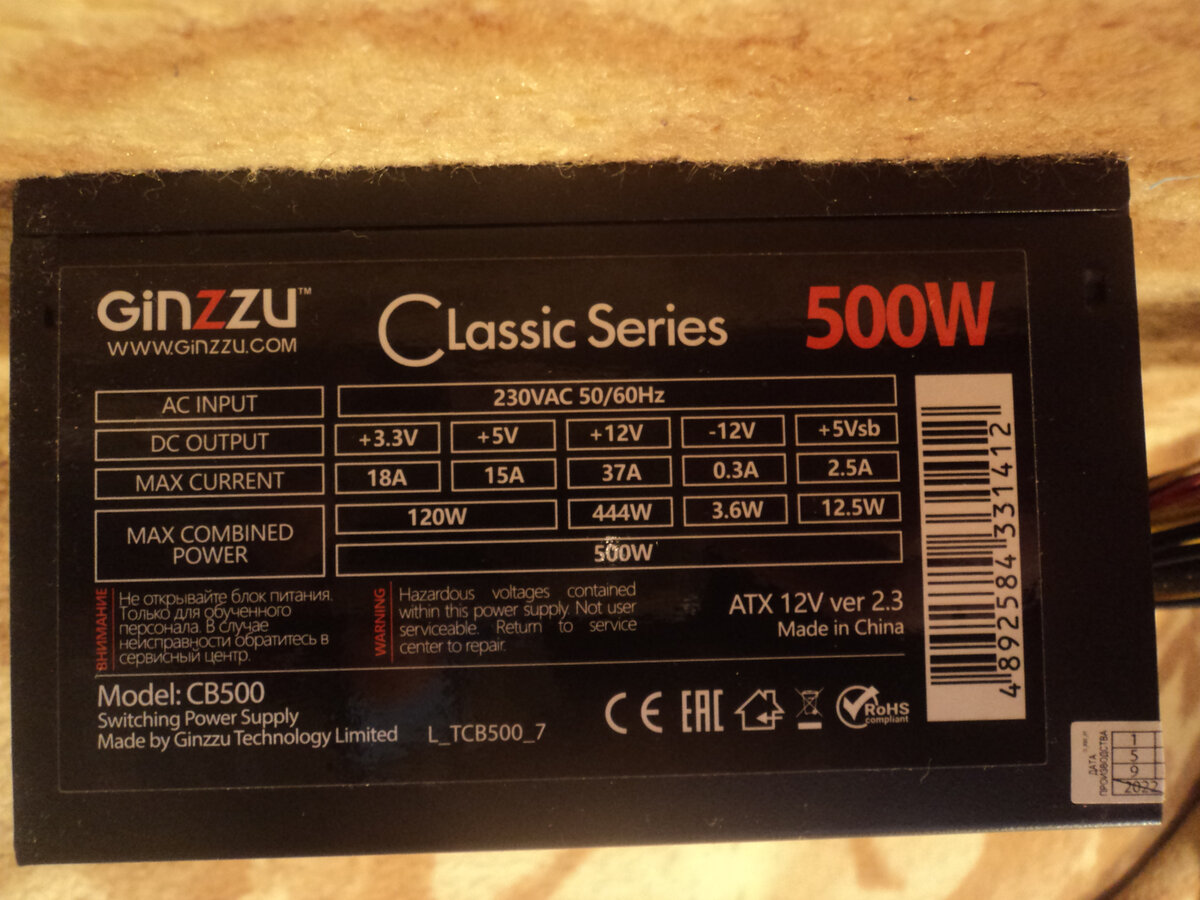 GiNZZU™
WWW.GiNZZU.COM
CLassic Series
500W
AC INPUT 230VAC 50/60Hz
DC OUTPUT +3.3V +5V +12V -12V +5Vsb
MAX CURRENT 18A 15A 37A 0.3A 2.5A
MAX COMBINED
POWER
120W 444W 3.6W 12.5W
500W
ВНИМАНИЕ
Не открывайте блок питания.
Только для обученного
персонала. В случае
неисправности обратитесь в
сервисный центр.
WARNING
Hazardous voltages contained
within this power supply. Not user
serviceable. Return to service
center to repair.
ATX 12V ver 2.3
Made in China
4892584331412
Model: CB500
Switching Power Supply
Made by Ginzzu Technology Limited L_TCB500_7
CE EAC RoHS
compliant
ДАТА
ПРОИЗВОДСТВА
1
5
9
2022